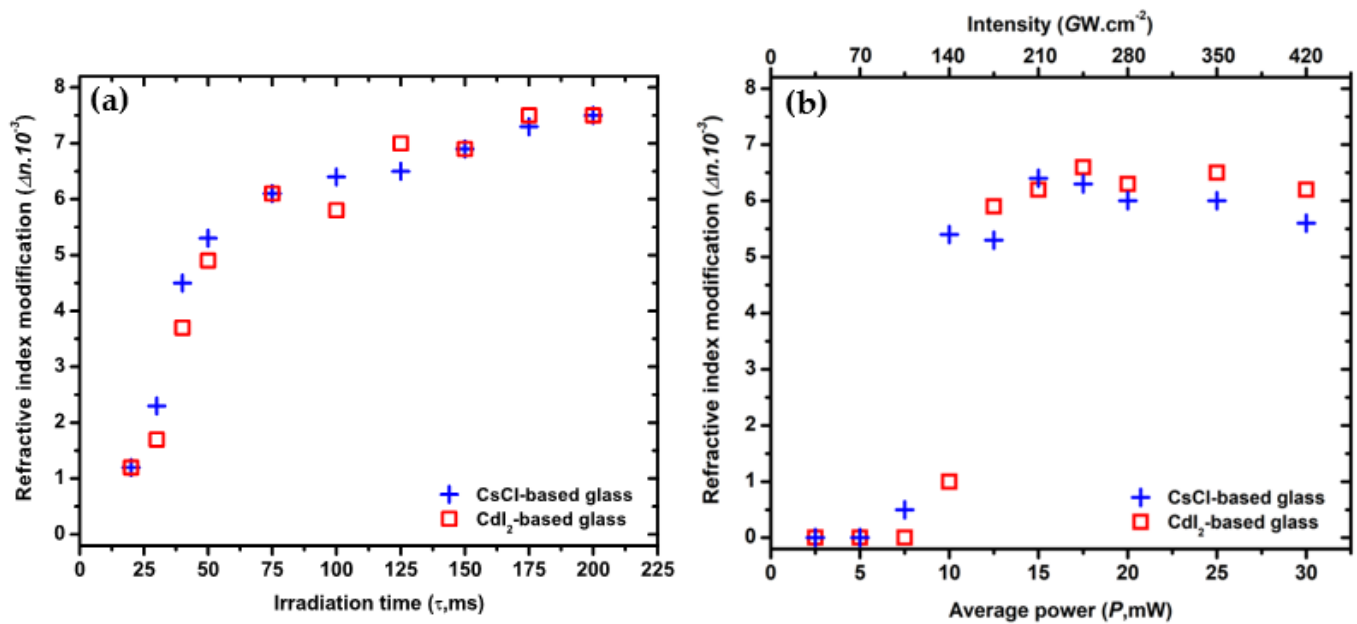 (a)
Refractive index modification (Δn.10⁻³)
8
7
6
5
4
3
2
1
0
0 25 50 75 100 125 150 175 200 225
Irradiation time (τ,ms)
CsCl-based glass
CdI₂-based glass
Intensity (GW.cm⁻²)
0 70 140 210 280 350 420
(b)
Refractive index modification (Δn.10⁻³)
8
7
6
5
4
3
2
1
0
0 5 10 15 20 25 30
Average power (P,mW)
CsCl-based glass
CdI₂-based glass